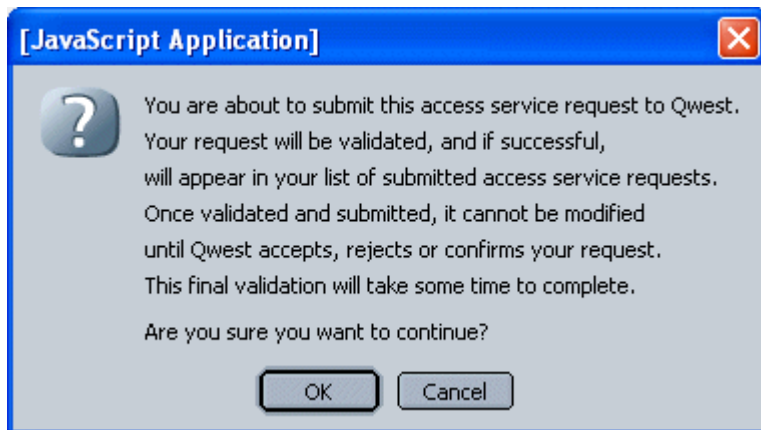 [JavaScript Application]
You are about to submit this access service request to Qwest.
Your request will be validated, and if successful,
will appear in your list of submitted access service requests.
Once validated and submitted, it cannot be modified
until Qwest accepts, rejects or confirms your request.
This final validation will take some time to complete.
Are you sure you want to continue?
OK Cancel